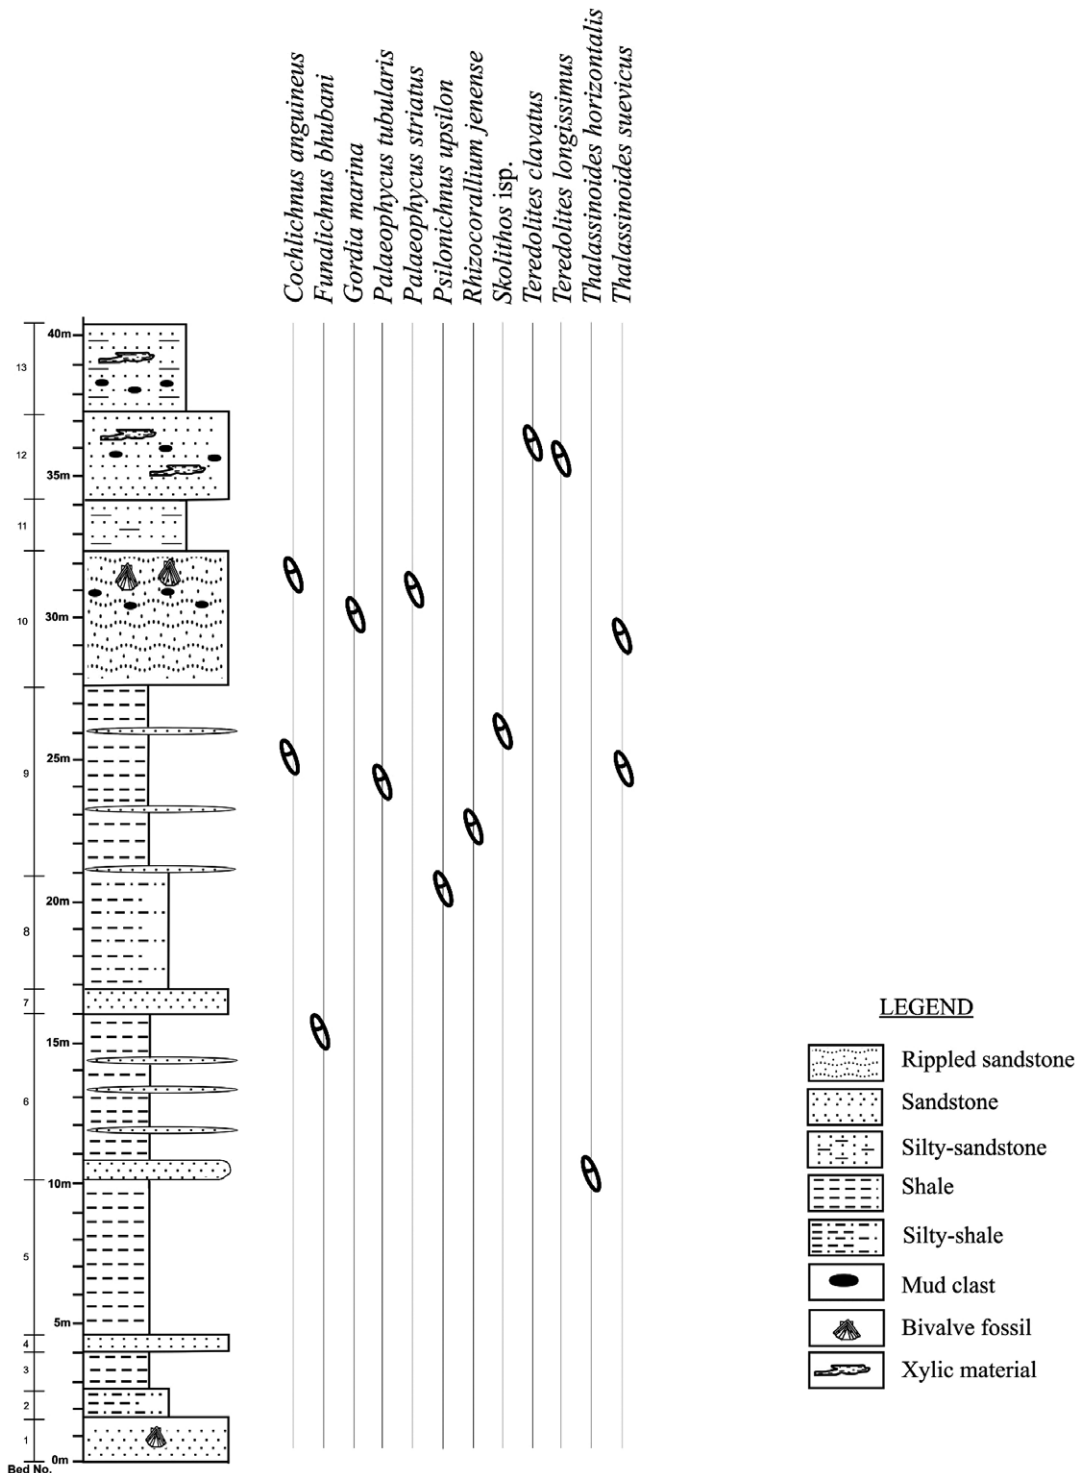 Cochlichnus anguineus
Funalichnus bhubani
Gordia marina
Palaeophycus tubularis
Palaeophycus striatus
Psilonichnus upsilon
Rhizocorallium jenense
Skolithos isp.
Teredolites clavatus
Teredolites longissimus
Thalassinoides horizontalis
Thalassinoides suevicus
40m
13
12
35m
11
10
30m
9
25m
20m
8
7
15m
6
10m
5
5m
4
3
2
1
0m
Bed No.
LEGEND
Rippled sandstone
Sandstone
Silty-sandstone
Shale
Silty-shale
Mud clast
Bivalve fossil
Xylic material